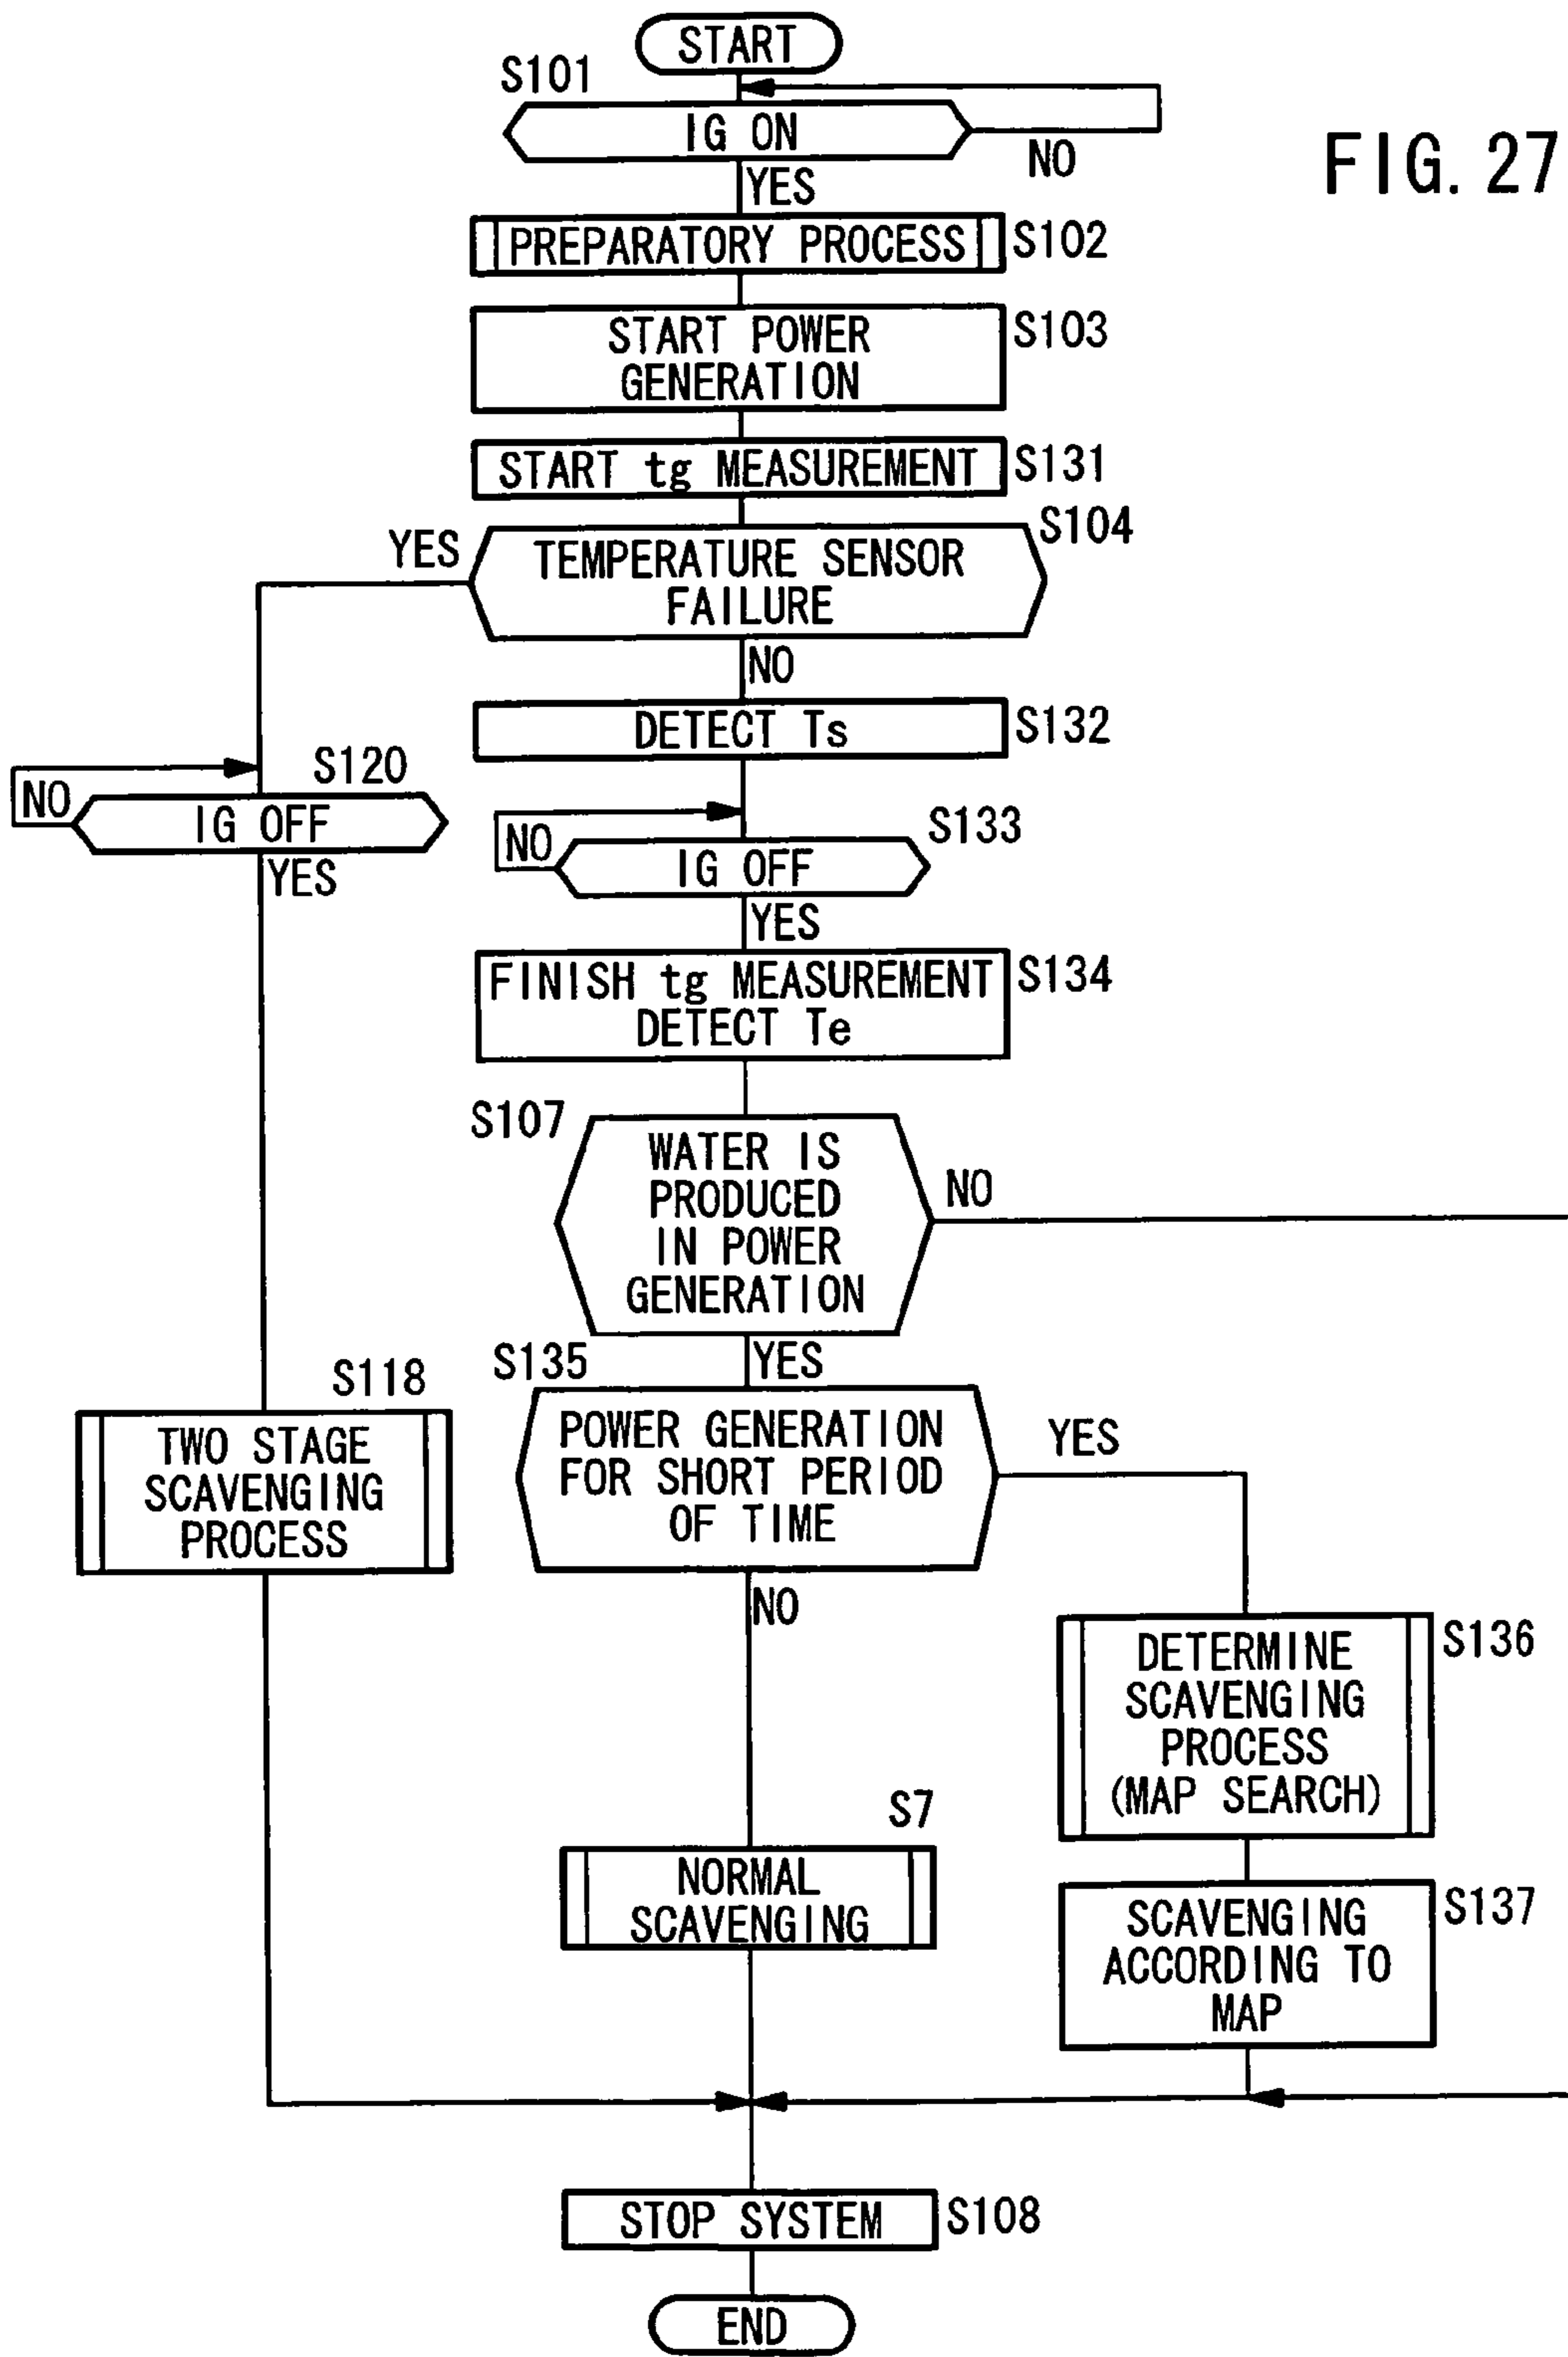 START
S101
IG ON
NO
FIG. 27
YES
PREPARATORY PROCESS
S102
START POWER
GENERATION
S103
START tg MEASUREMENT
S131
S104
YES
TEMPERATURE SENSOR
FAILURE
NO
DETECT Ts
S132
S120
NO
IG OFF
YES
S133
NO
IG OFF
YES
FINISH tg MEASUREMENT
DETECT Te
S134
S107
WATER IS
PRODUCED
IN POWER
GENERATION
NO
YES
S135
POWER GENERATION
FOR SHORT PERIOD
OF TIME
YES
NO
S118
TWO STAGE
SCAVENGING
PROCESS
DETERMINE
SCAVENGING
PROCESS
(MAP SEARCH)
S136
S7
NORMAL
SCAVENGING
SCAVENGING
ACCORDING TO
MAP
S137
STOP SYSTEM
S108
END